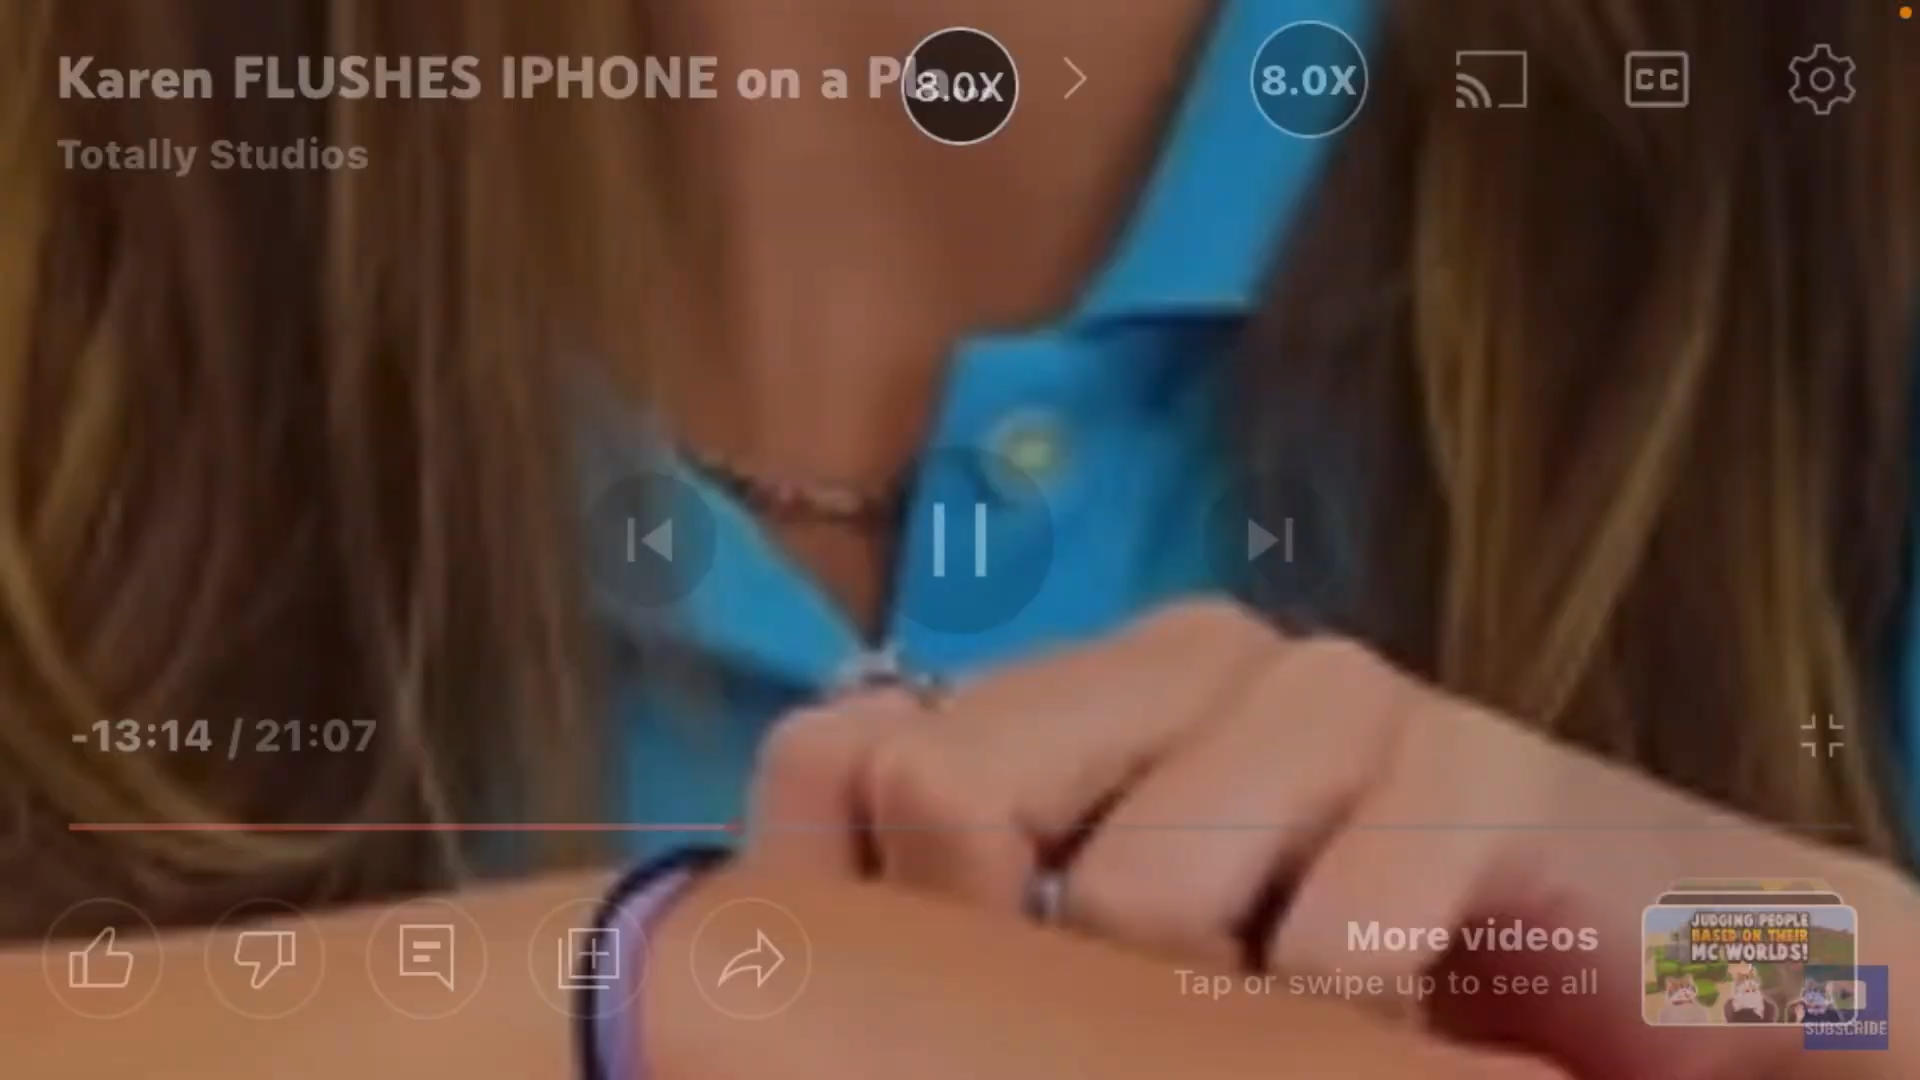 Karen FLUSHES IPHONE on a
8.0X
8.0X
CC
Totally Studios
-13:14 / 21:07
More videos
Tap or swipe up to see all
JUDGING PEOPLE
BASED ON THEIR
MC WORLDS!
SUBSCRIBE